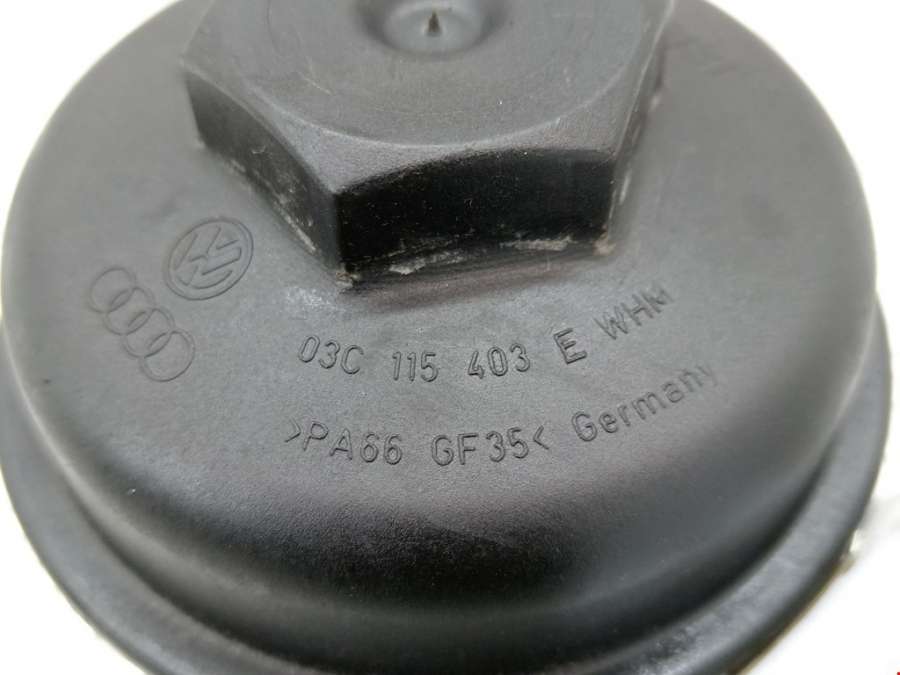 03C 115 403 E WHM
>PA66 GF35< Germany